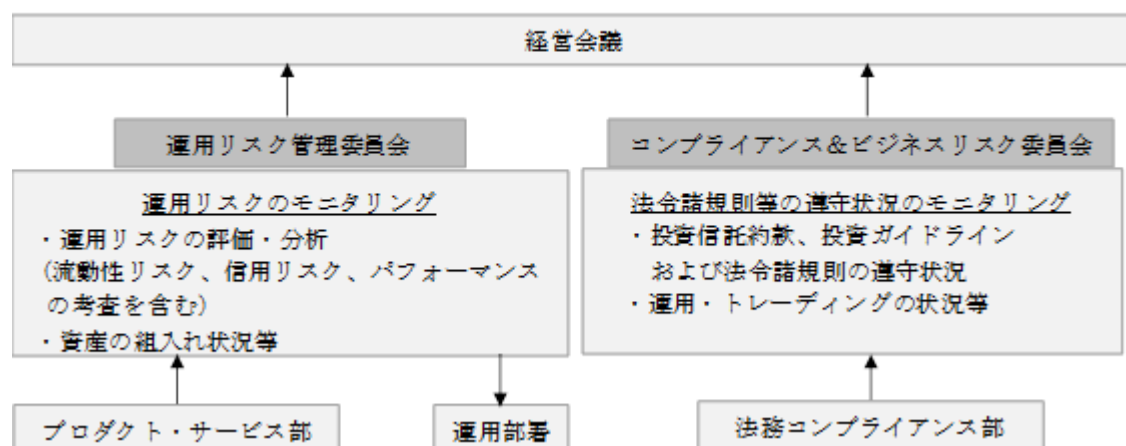 経営会議
運用リスク管理委員会
運用リスクのモニタリング
・運用リスクの評価・分析
(流動性リスク、信用リスク、パフォーマンス
の考査を含む)
・資産の組入れ状況等
プロダクト・サービス部
運用部署
コンプライアンス&ビジネスリスク委員会
法令諸規則等の遵守状況のモニタリング
・投資信託約款、投資ガイドライン
および法令諸規則の遵守状況
・運用・トレーディングの状況等
法務コンプライアンス部